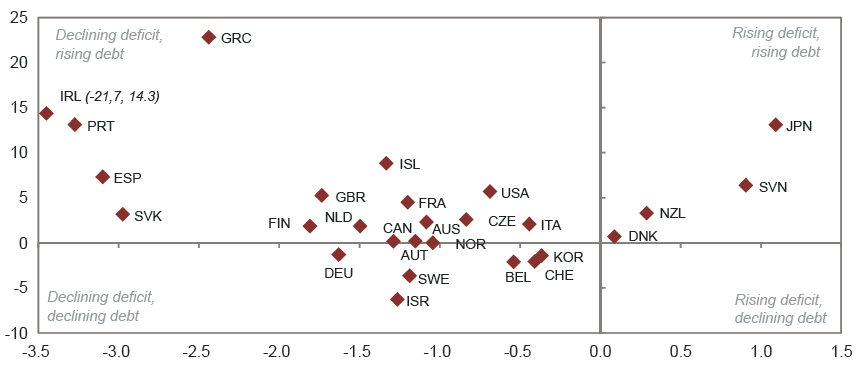 25
20
15
10
5
0
-5
-10
Declining deficit,
rising debt
Rising deficit,
rising debt
GRC
IRL (-21,7, 14.3)
PRT
JPN
ISL
ESP
SVN
USA
GBR
FRA
SVK
NLD
NZL
FIN
CAN
AUS
CZE
ITA
DNK
AUT
NOR
KOR
DEU
SWE
BEL
CHE
ISR
Declining deficit,
declining debt
Rising deficit,
declining debt
-3.5 -3.0 -2.5 -2.0 -1.5 -1.0 -0.5 0.0 0.5 1.0 1.5